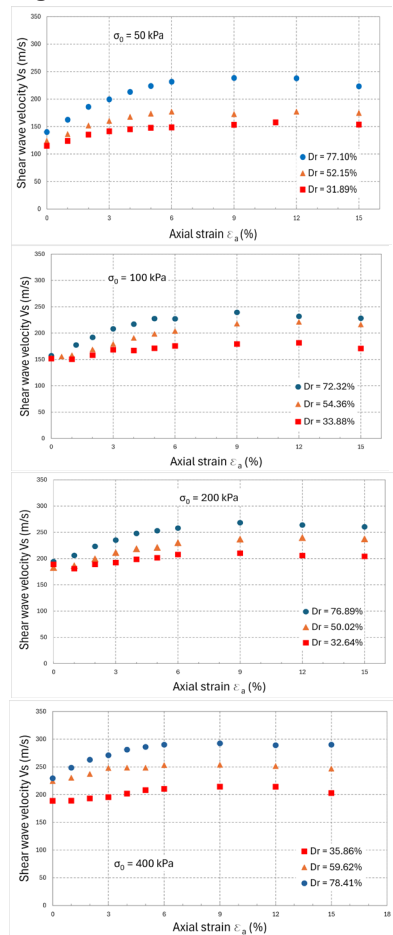 σ0 = 50 kPa
Shear wave velocity Vs (m/s)
350
300
250
200
150
100
50
0
Dr = 77.10%
Dr = 52.15%
Dr = 31.89%
0 3 6 9 12 15
Axial strain εa (%)
σ0 = 100 kPa
Shear wave velocity Vs (m/s)
350
300
250
200
150
100
50
0
Dr = 72.32%
Dr = 54.36%
Dr = 33.88%
0 3 6 9 12 15
Axial strain εa (%)
σ0 = 200 kPa
Shear wave velocity Vs (m/s)
350
300
250
200
150
100
50
0
Dr = 76.89%
Dr = 50.02%
Dr = 32.64%
0 3 6 9 12 15
Axial strain εa (%)
Shear wave velocity Vs (m/s)
350
300
250
200
150
100
50
0
σ0 = 400 kPa
Dr = 35.86%
Dr = 59.62%
Dr = 78.41%
0 3 6 9 12 15 18
Axial strain εa (%)